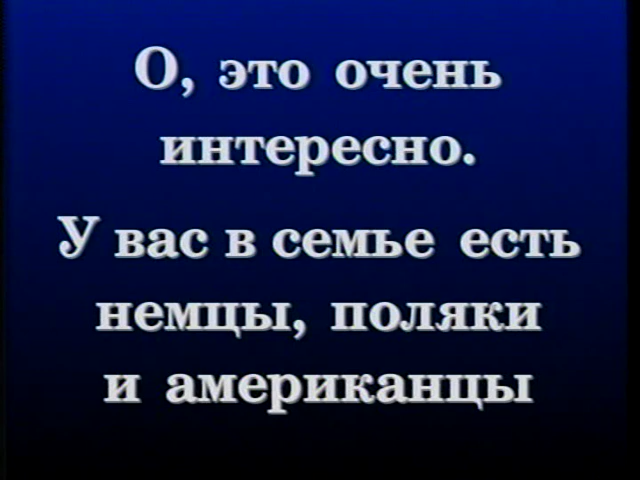 О, это очень
интересно.
У вас в семье есть
немцы, поляки
и американцы